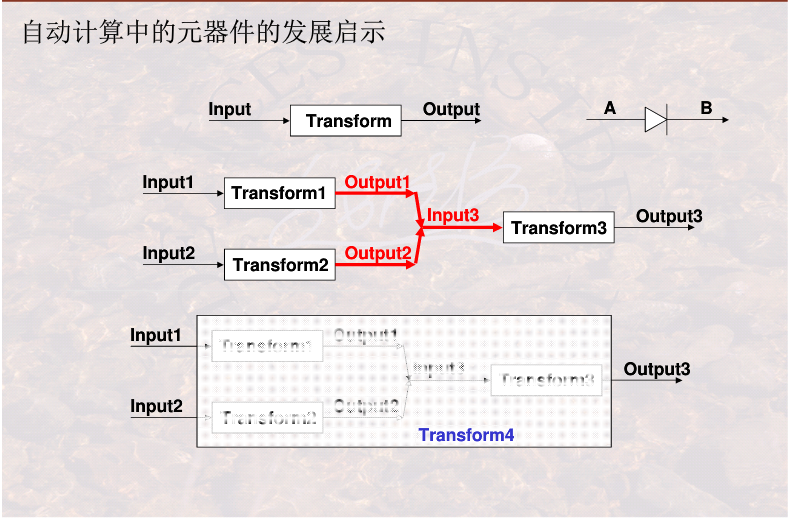 自动计算中的元器件的发展启示
Input
Transform
Output
A
B
Input1
Transform1
Output1
Input3
Transform3
Output3
Input2
Transform2
Output2
Input1
Transform1
Output1
Input3
Transform3
Output3
Input2
Transform2
Output2
Transform4